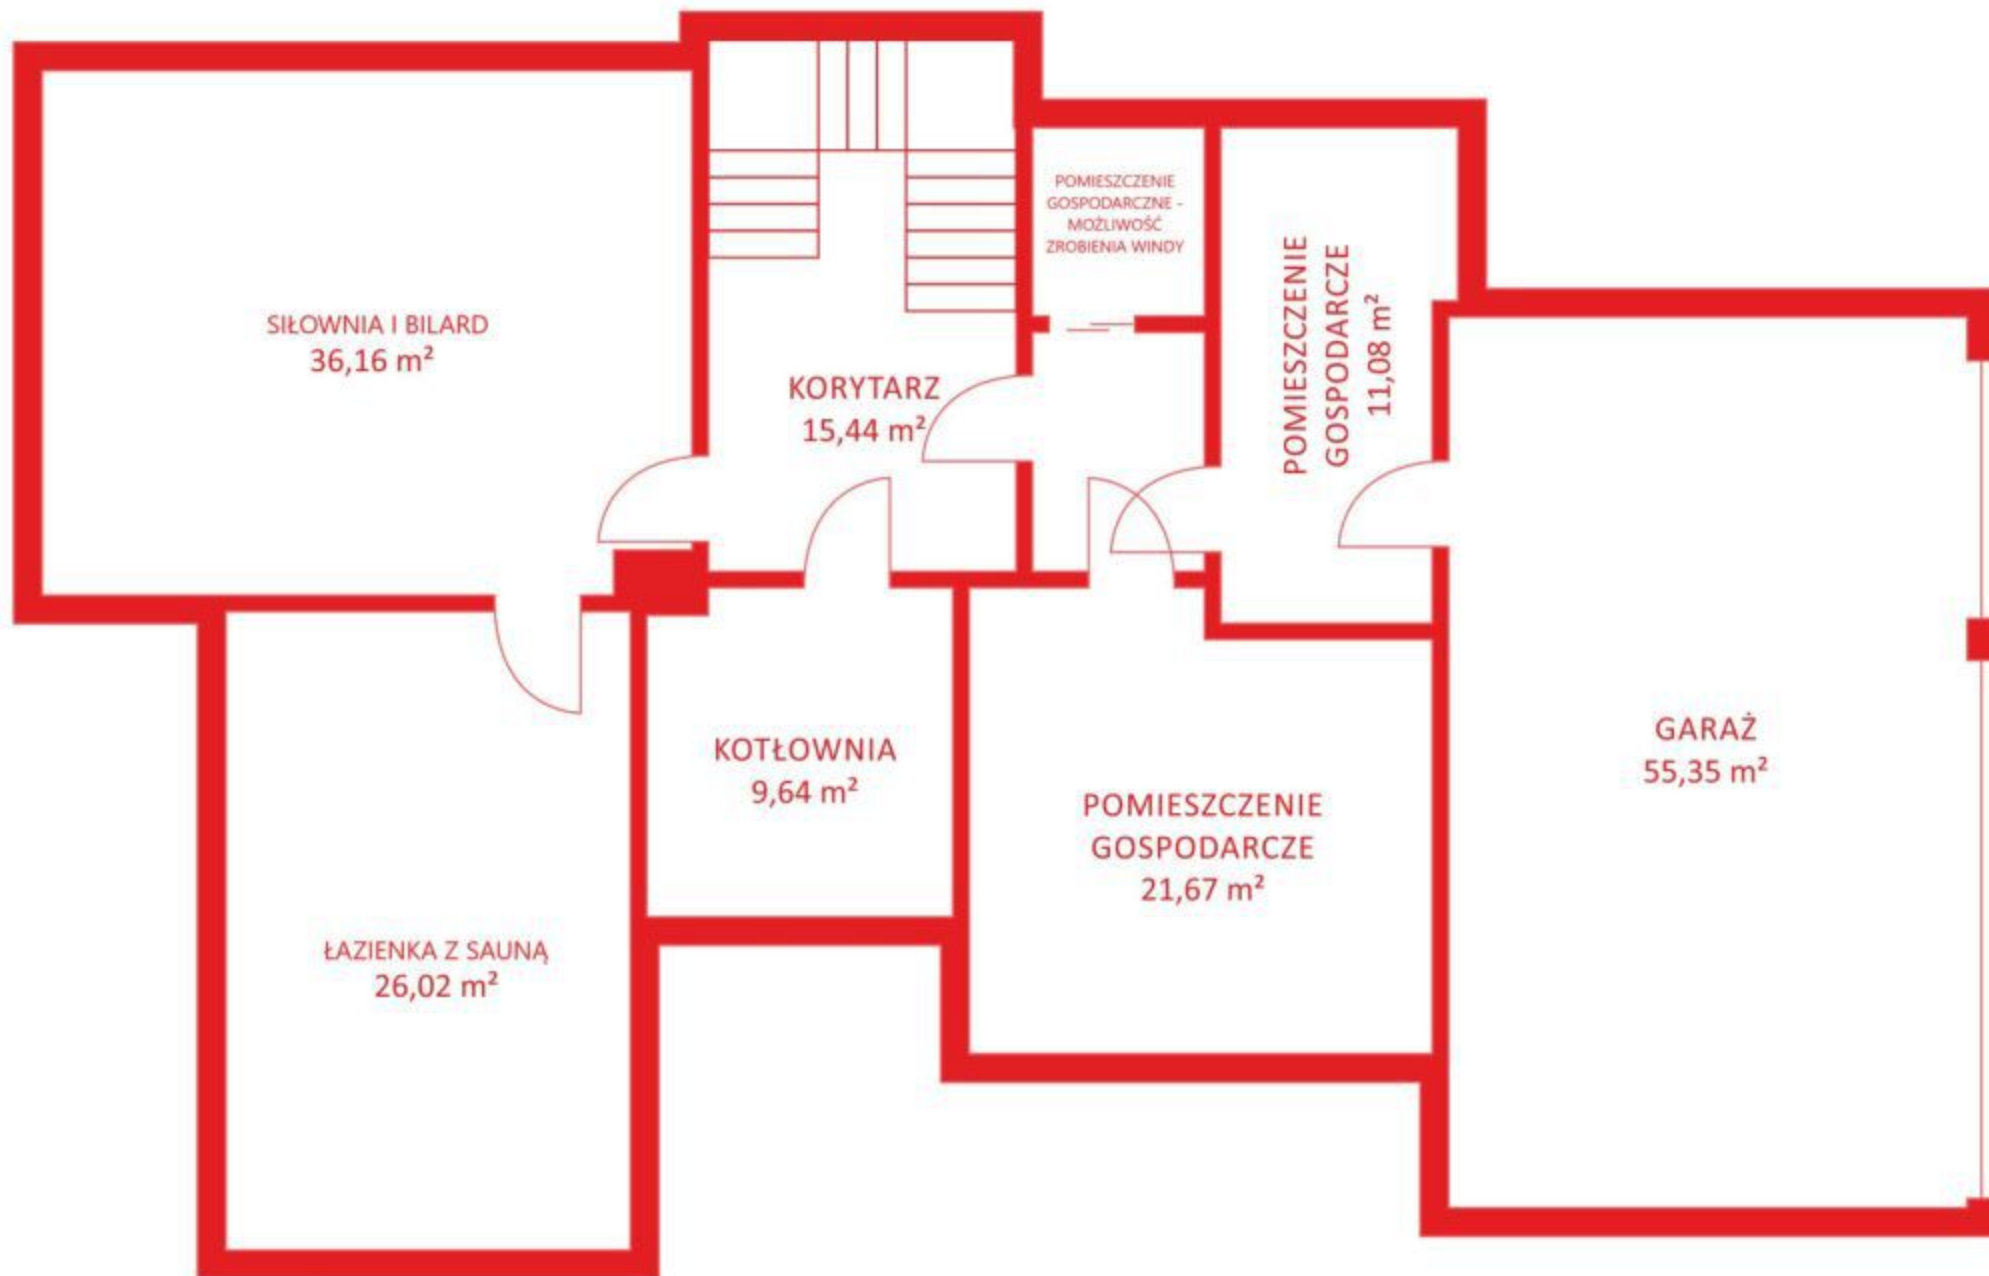 POMIESZCZENIE
GOSPODARCZNE -
MOŻLIWOŚĆ
ZROBIENIA WINDY
POMIESZCZENIE
GOSPODARCZE
11,08 m²
SIŁOWNIA I BILARD
36,16 m²
KORYTARZ
15,44 m²
KOTŁOWNIA
9,64 m²
GARAŻ
55,35 m²
POMIESZCZENIE
GOSPODARCZE
21,67 m²
ŁAZIENKA Z SAUNĄ
26,02 m²